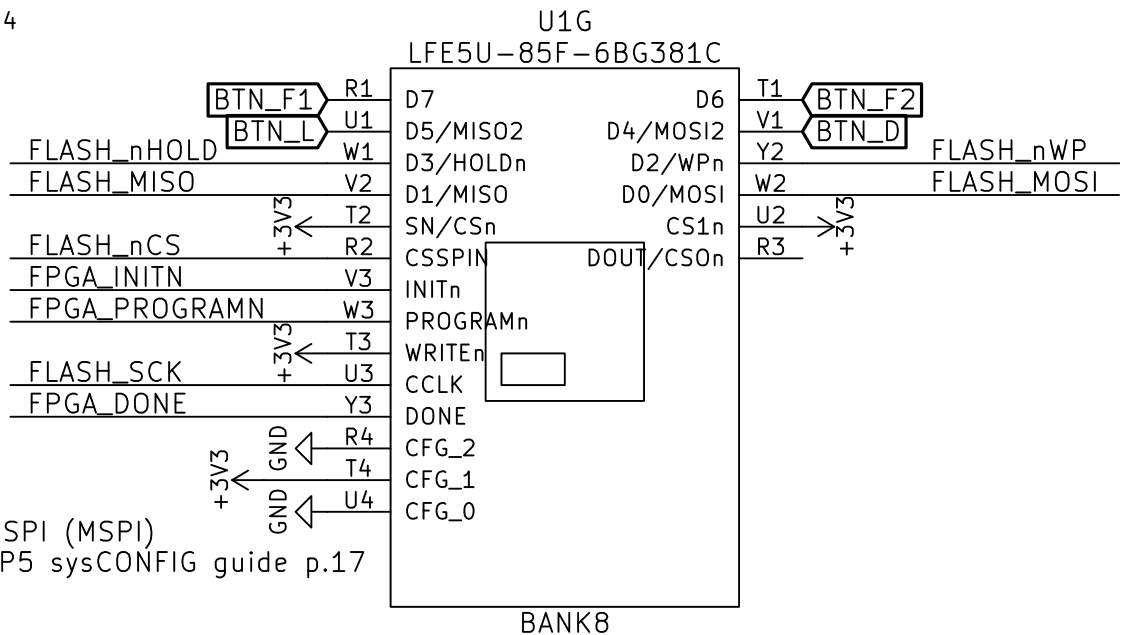 4
U1G
LFE5U-85F-6BG381C
BTN_F1 R1 D7 D6 T1 BTN_F2
BTN_L U1 D5/MISO2 D4/MOSI2 V1 BTN_D
FLASH_nHOLD W1 D3/HOLDn D2/WPn Y2 FLASH_nWP
FLASH_MISO V2 D1/MISO D0/MOSI W2 FLASH_MOSI
+3V3 T2 SN/CSn CS1n U2 +3V3
FLASH_nCS R2 CSSPIN DOUT/CSOn R3
FPGA_INITN V3 INITn
FPGA_PROGRAMN W3 PROGRAMn
+3V3 T3 WRITEn
FLASH_SCK U3 CCLK
FPGA_DONE Y3 DONE
GND R4 CFG_2
+3V3 T4 CFG_1
GND U4 CFG_0
SPI (MSPI)
P5 sysCONFIG guide p.17
BANK8